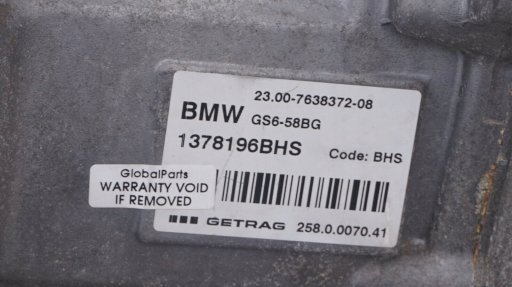 23.00-7638372-08
BMW GS6-58BG
1378196BHS
Code: BHS
GlobalParts
WARRANTY VOID
IF REMOVED
GETRAG 258.0.0070.41